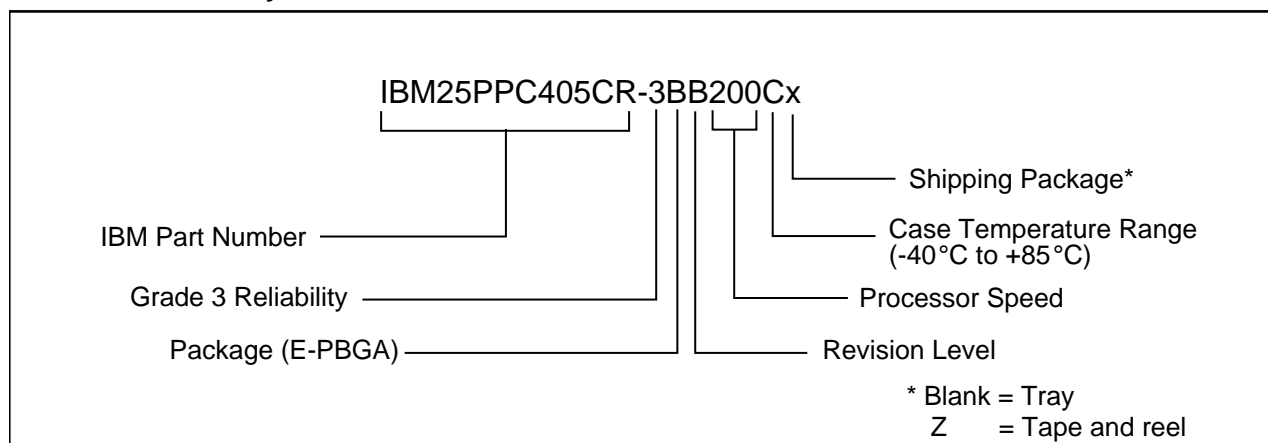 IBM25PPC405CR-3BB200Cx
Shipping Package*
IBM Part Number
Case Temperature Range
(-40°C to +85°C)
Grade 3 Reliability
Processor Speed
Package (E-PBGA)
Revision Level
* Blank = Tray
Z = Tape and reel